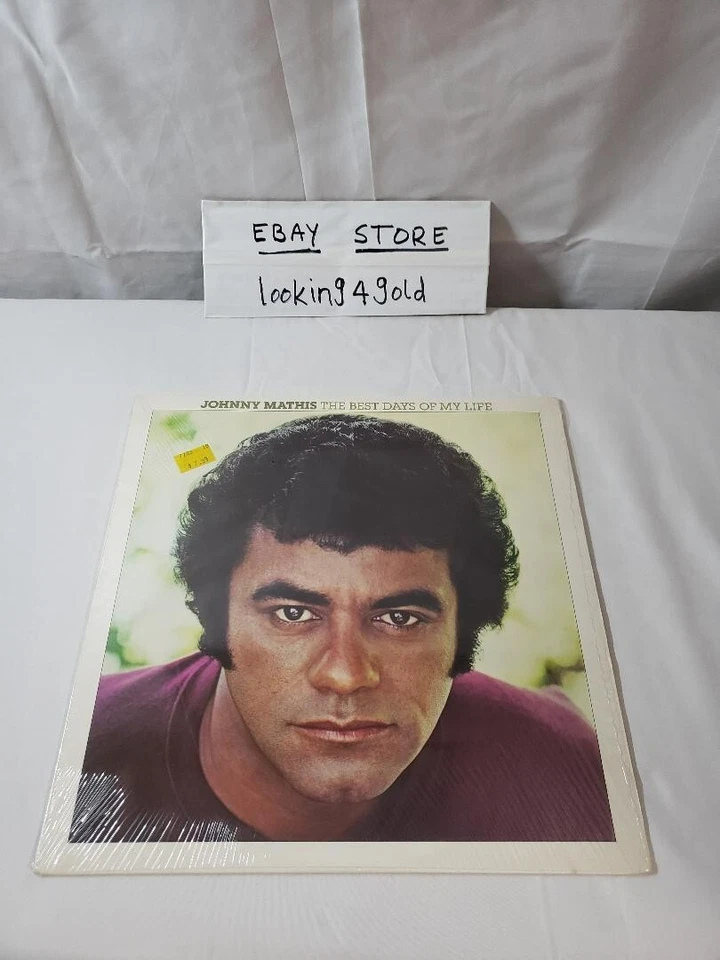 EBAY STORE
looking4gold
JOHNNY MATHIS THE BEST DAYS OF MY LIFE